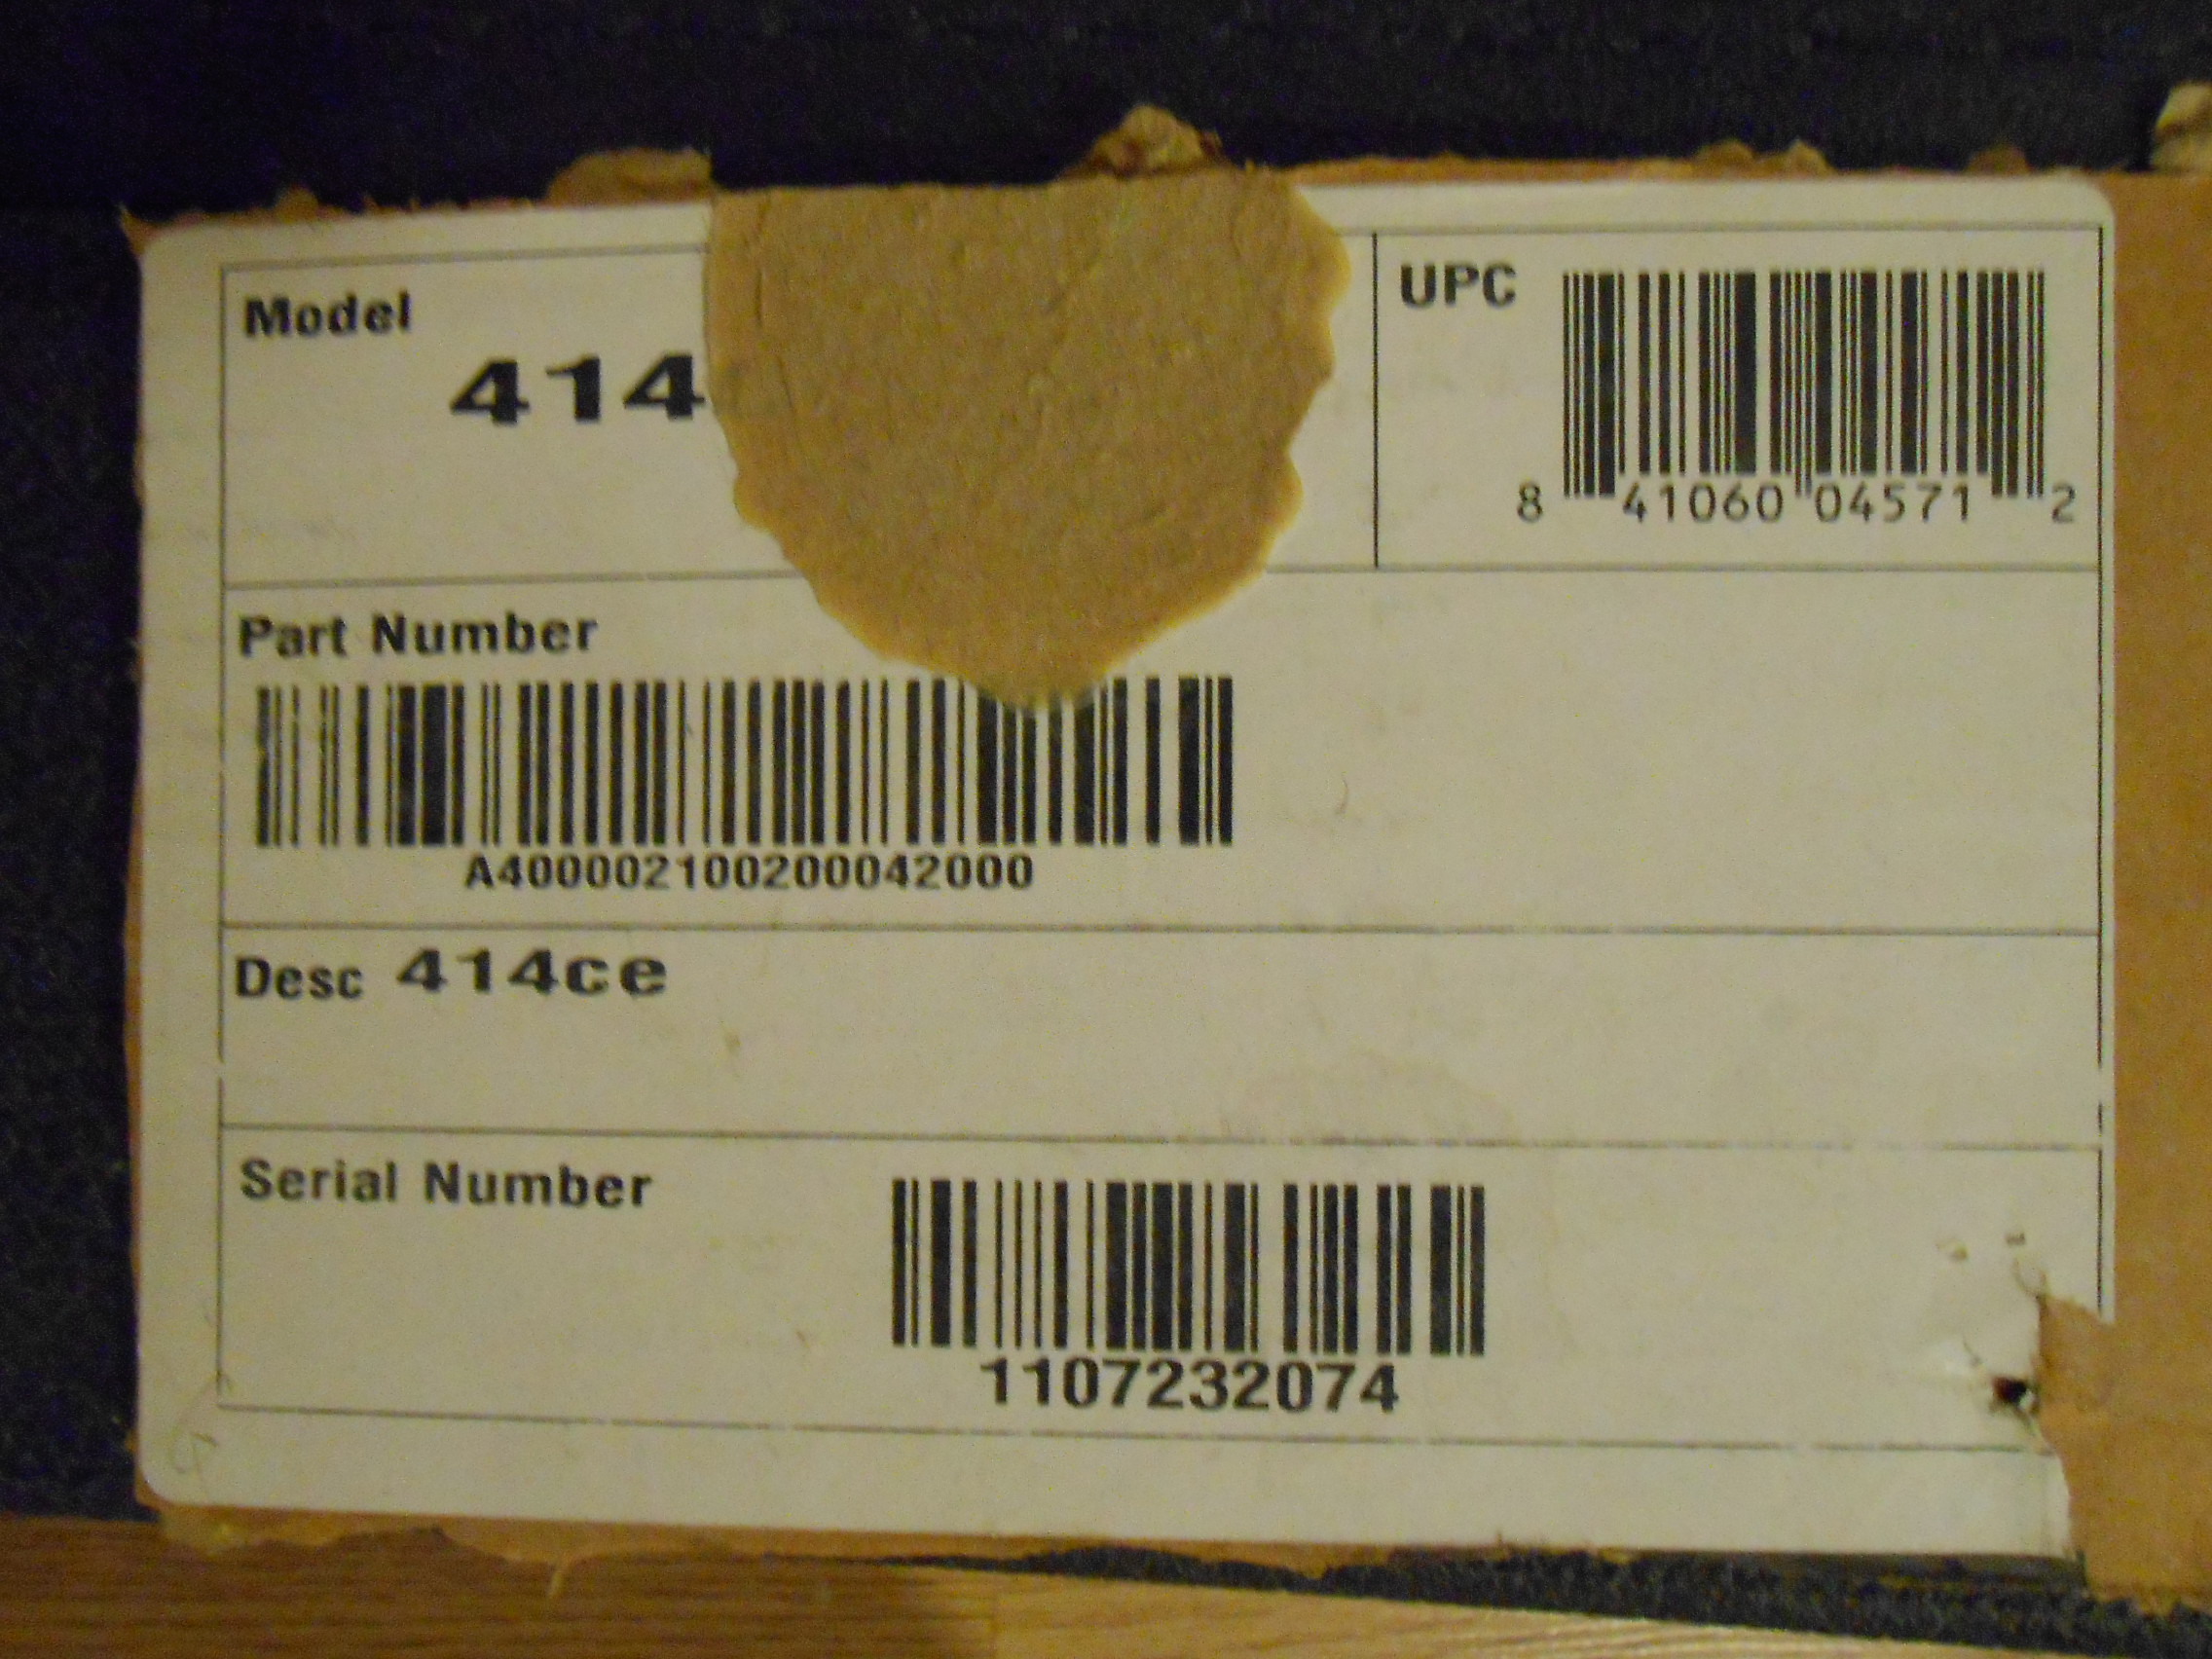 Model
414
UPC
8 41060 04571 2
Part Number
A400002100200042000
Desc 414ce
Serial Number
1107232074